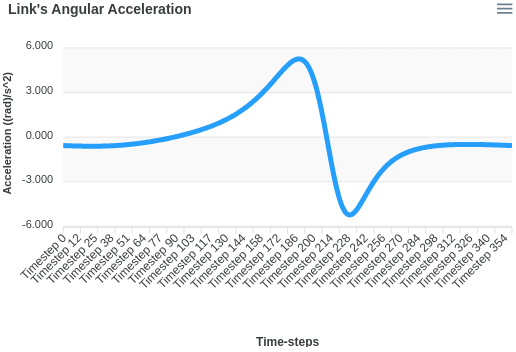 Link's Angular Acceleration
6.000
3.000
0.000
-3.000
-6.000
Acceleration ((rad)/s^2)
Timestep 0
Timestep 12
Timestep 25
Timestep 38
Timestep 51
Timestep 64
Timestep 77
Timestep 90
Timestep 103
Timestep 117
Timestep 130
Timestep 144
Timestep 158
Timestep 172
Timestep 186
Timestep 200
Timestep 214
Timestep 228
Timestep 242
Timestep 256
Timestep 270
Timestep 284
Timestep 298
Timestep 312
Timestep 326
Timestep 340
Timestep 354
Time-steps